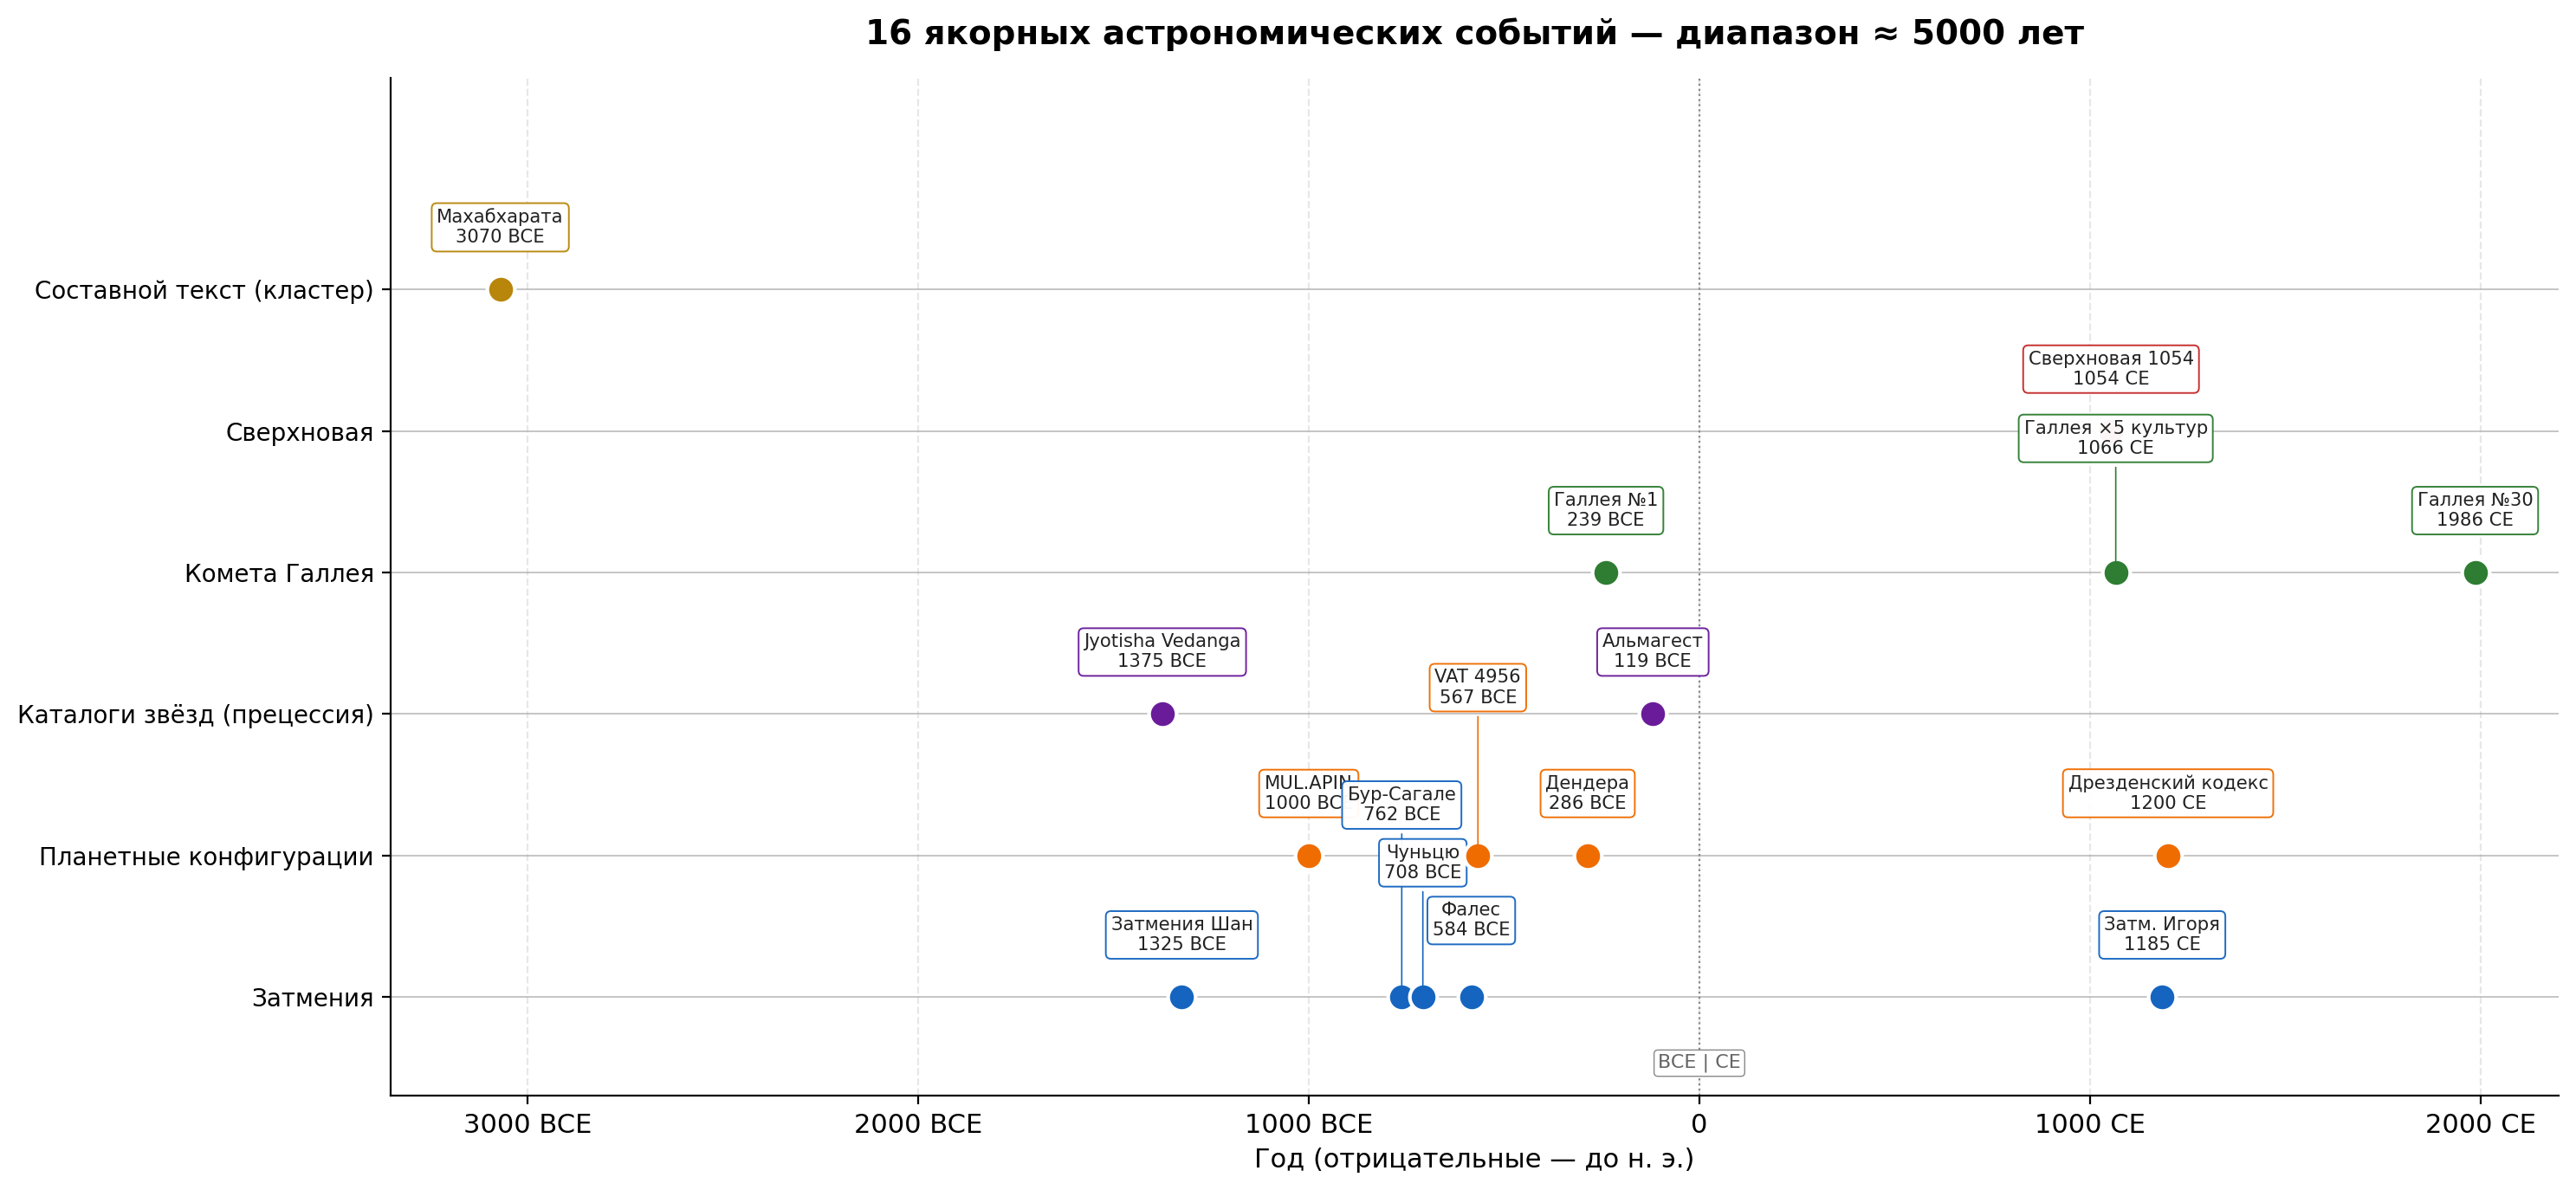 16 якорных астрономических событий — диапазон ≈ 5000 лет
Махабхарата
3070 BCE
Составной текст (кластер)
Сверхновая 1054
1054 CE
Сверхновая
Галлея ×5 культур
1066 CE
Галлея №1
239 BCE
Галлея №30
1986 CE
Комета Галлея
Jyotisha Vedanga
1375 BCE
Альмагест
119 BCE
VAT 4956
567 BCE
Каталоги звёзд (прецессия)
MUL.APIN
1000 BCE
Бур-Сагале
762 BCE
Дендера
286 BCE
Дрезденский кодекс
1200 CE
Планетные конфигурации
Чуньцю
708 BCE
Фалес
584 BCE
Затмения Шан
1325 BCE
Затм. Игоря
1185 CE
Затмения
BCE | CE
3000 BCE
2000 BCE
1000 BCE
0
1000 CE
2000 CE
Год (отрицательные — до н. э.)